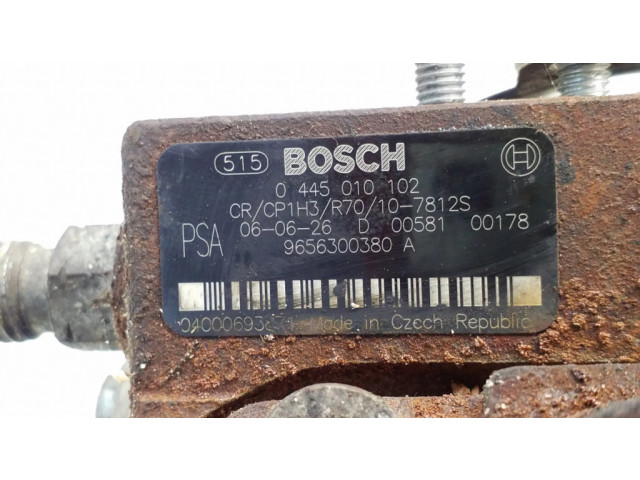 515 BOSCH
0 445 010 102
CR/CP1H3/R70/10-7812S
PSA 06-06-26 D 00581 00178
9656300380 A
Made in Czech Republic